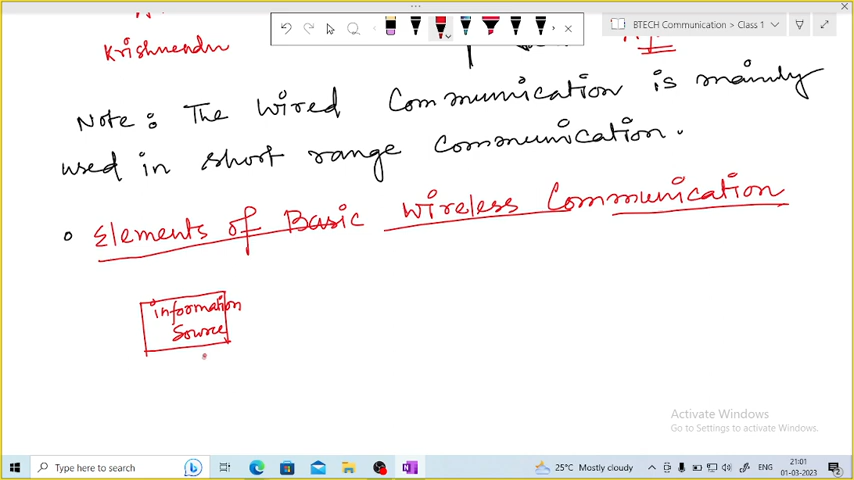 BTECH Communication > Class 1
Krishnendu
Note: The Wired Communication is mainly
used in short range communication.
Elements of Basic Wireless Communication
information
Source
Activate Windows
Go to Settings to activate Windows.
Type here to search
25°C Mostly cloudy
ENG
21:01
01-03-2023
2